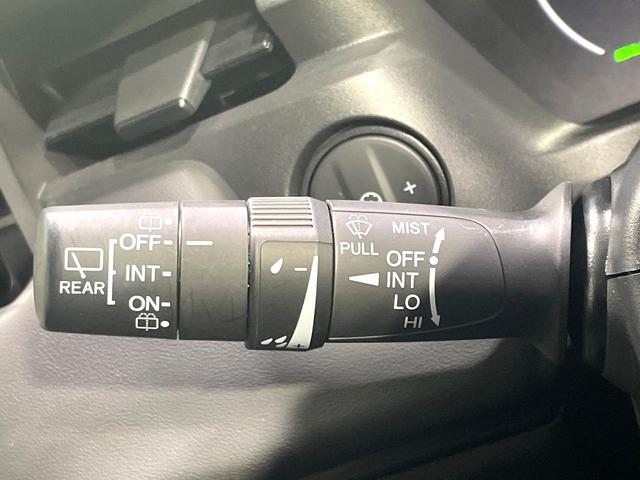 REAR
OFF
INT
ON
PULL
MIST
OFF
INT
LO
HI